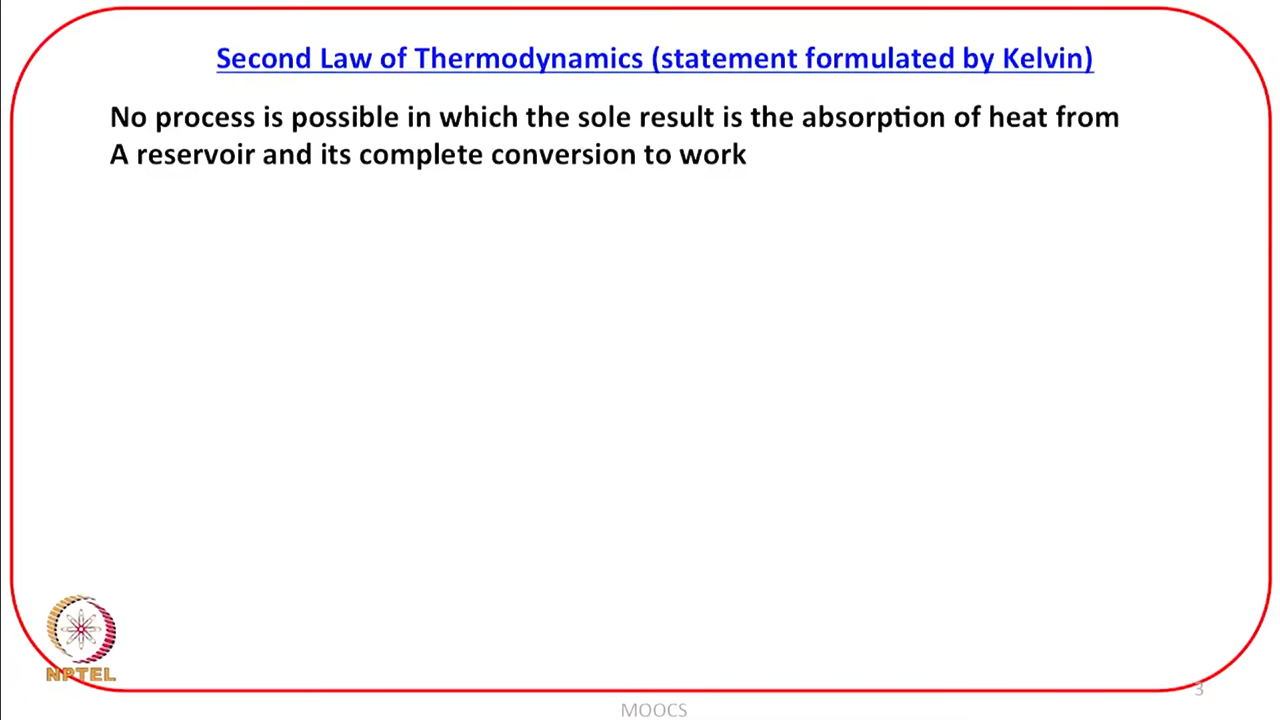 Second Law of Thermodynamics (statement formulated by Kelvin)
No process is possible in which the sole result is the absorption of heat from
A reservoir and its complete conversion to work
NPTEL
3
MOOCS